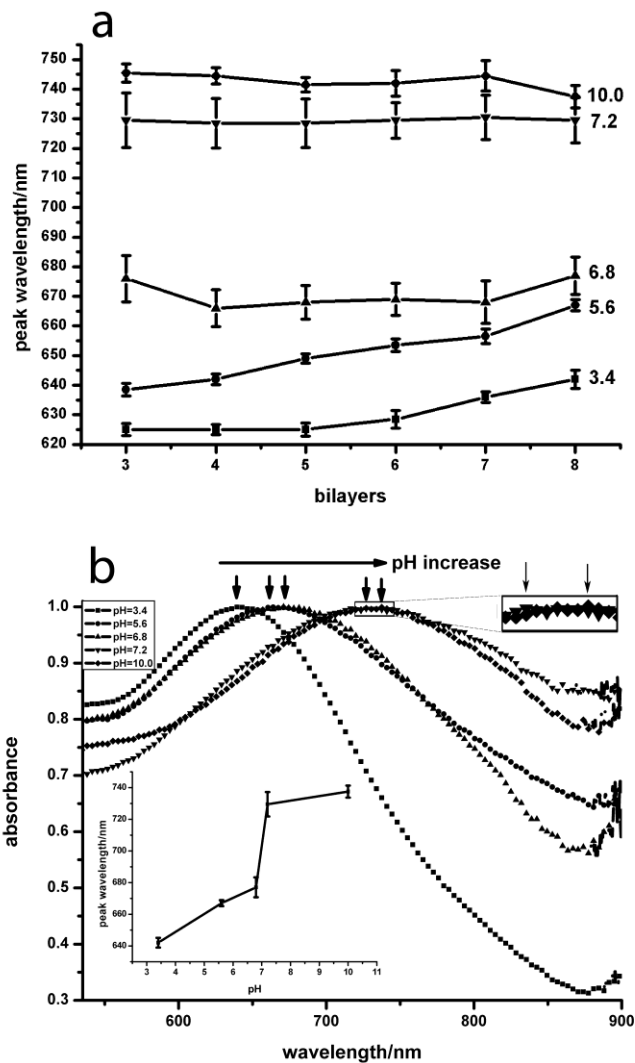 a
peak wavelength/nm
750
740
730
720
710
700
690
680
670
660
650
640
630
620
10.0
7.2
6.8
5.6
3.4
3 4 5 6 7 8
bilayers
b
pH increase
pH=3.4
pH=5.6
pH=6.8
pH=7.2
pH=10.0
absorbance
1.0
0.9
0.8
0.7
0.6
0.5
0.4
0.3
peak wavelength/nm
740
720
700
680
660
640
3 4 5 6 7 8 9 10 11
pH
600 700 800 900
wavelength/nm